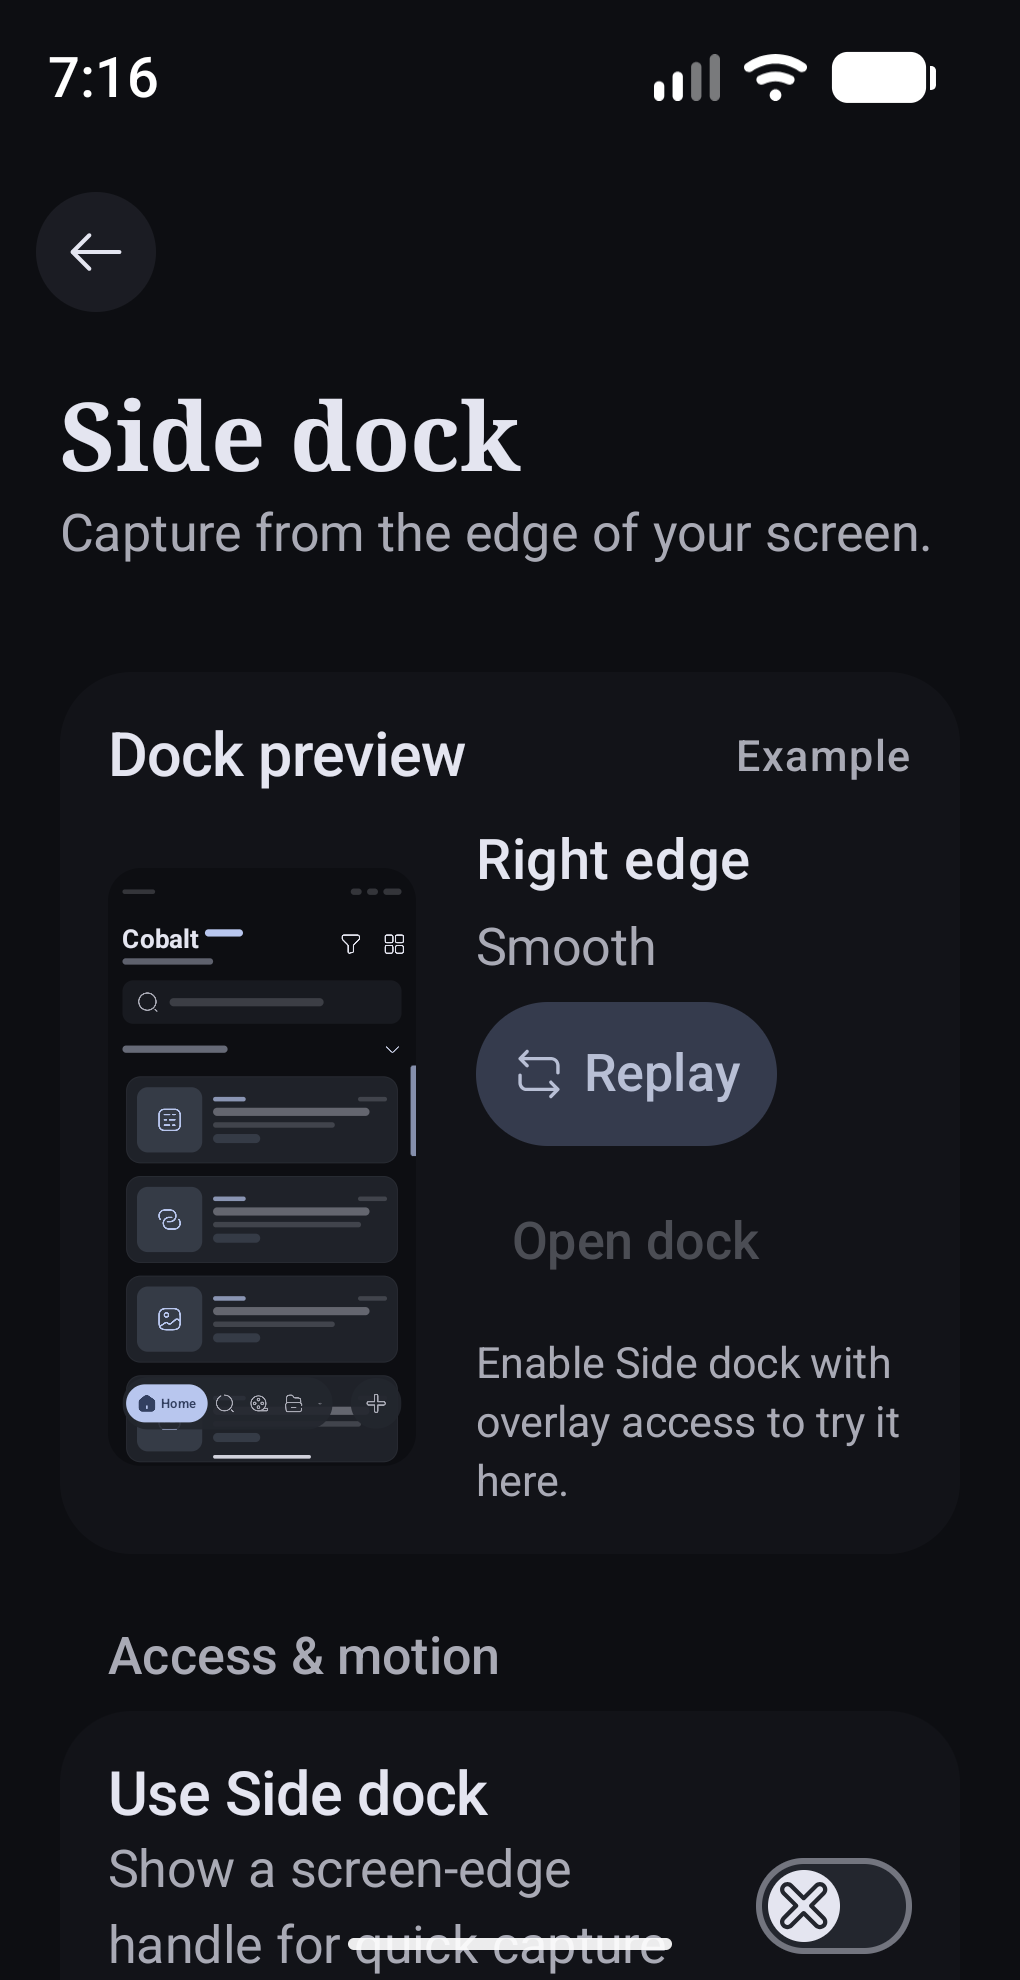 7:16
Side dock
Capture from the edge of your screen.
Dock preview
Example
Right edge
Smooth
Replay
Open dock
Enable Side dock with
overlay access to try it
here.
Cobalt
Home
Access & motion
Use Side dock
Show a screen-edge
handle for quick capture